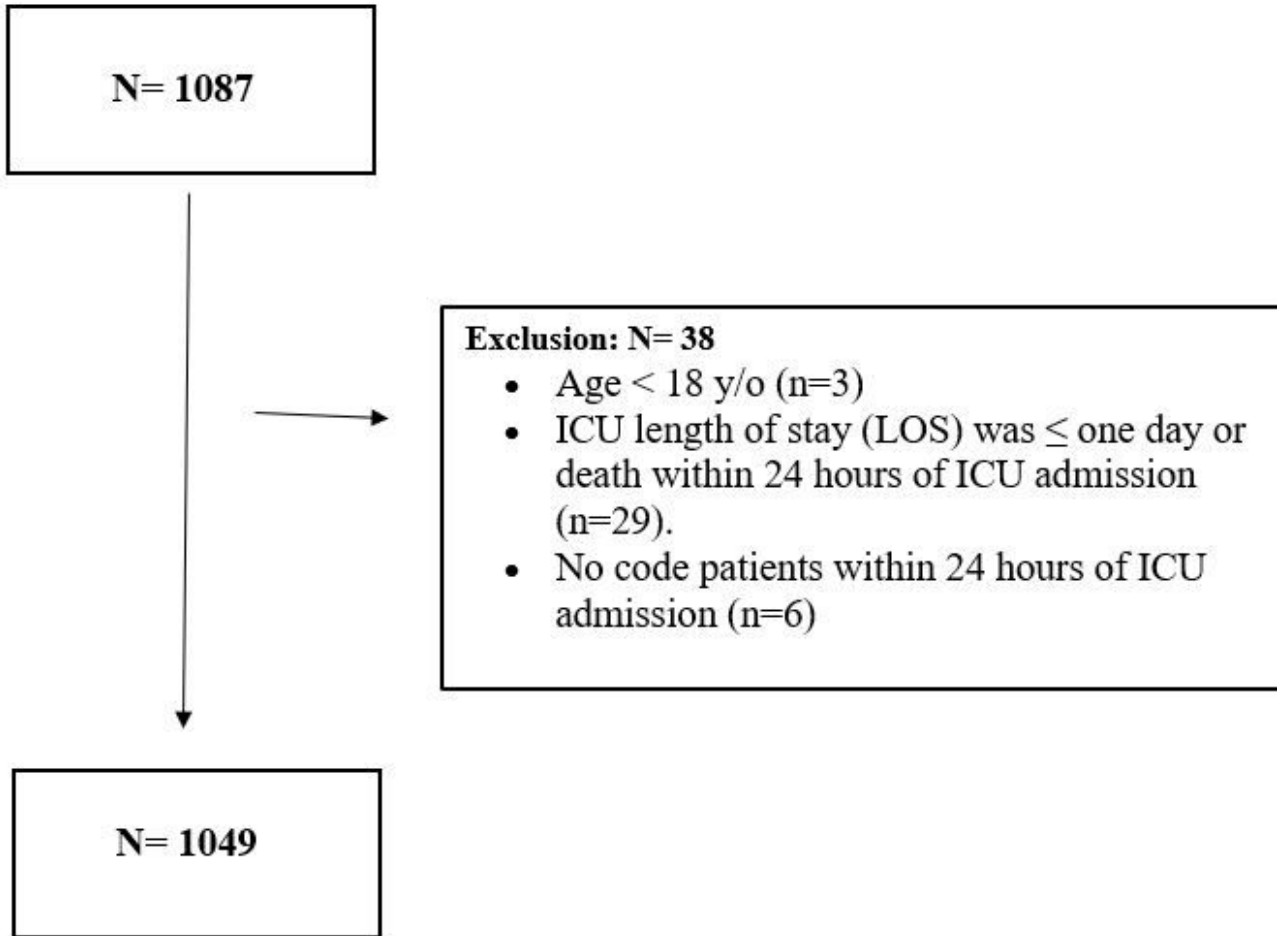 N= 1087
Exclusion: N= 38
• Age < 18 y/o (n=3)
• ICU length of stay (LOS) was ≤ one day or
death within 24 hours of ICU admission
(n=29).
• No code patients within 24 hours of ICU
admission (n=6)
N= 1049